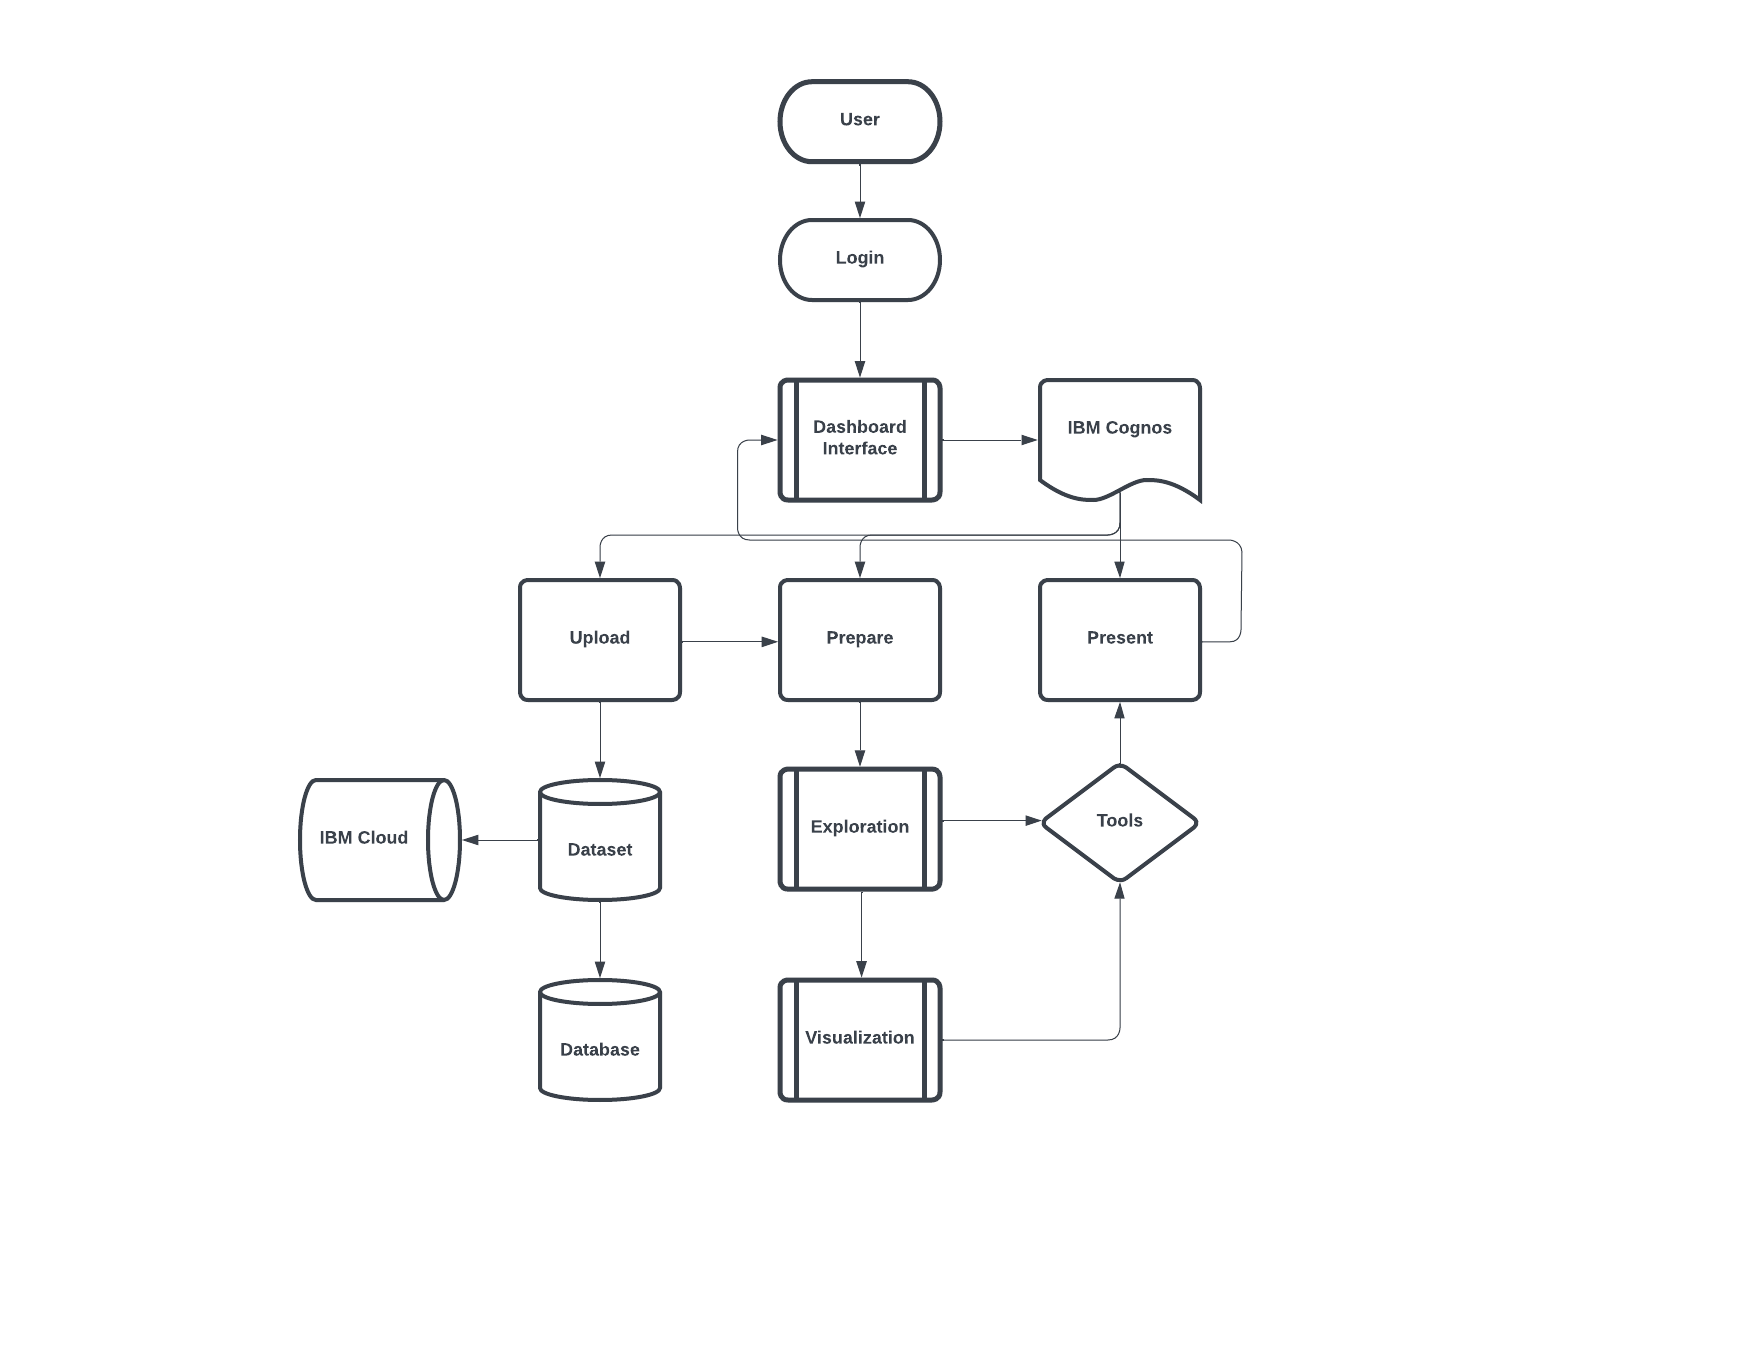 User
Login
Dashboard
Interface
IBM Cognos
Upload
Prepare
Present
IBM Cloud
Dataset
Exploration
Tools
Database
Visualization